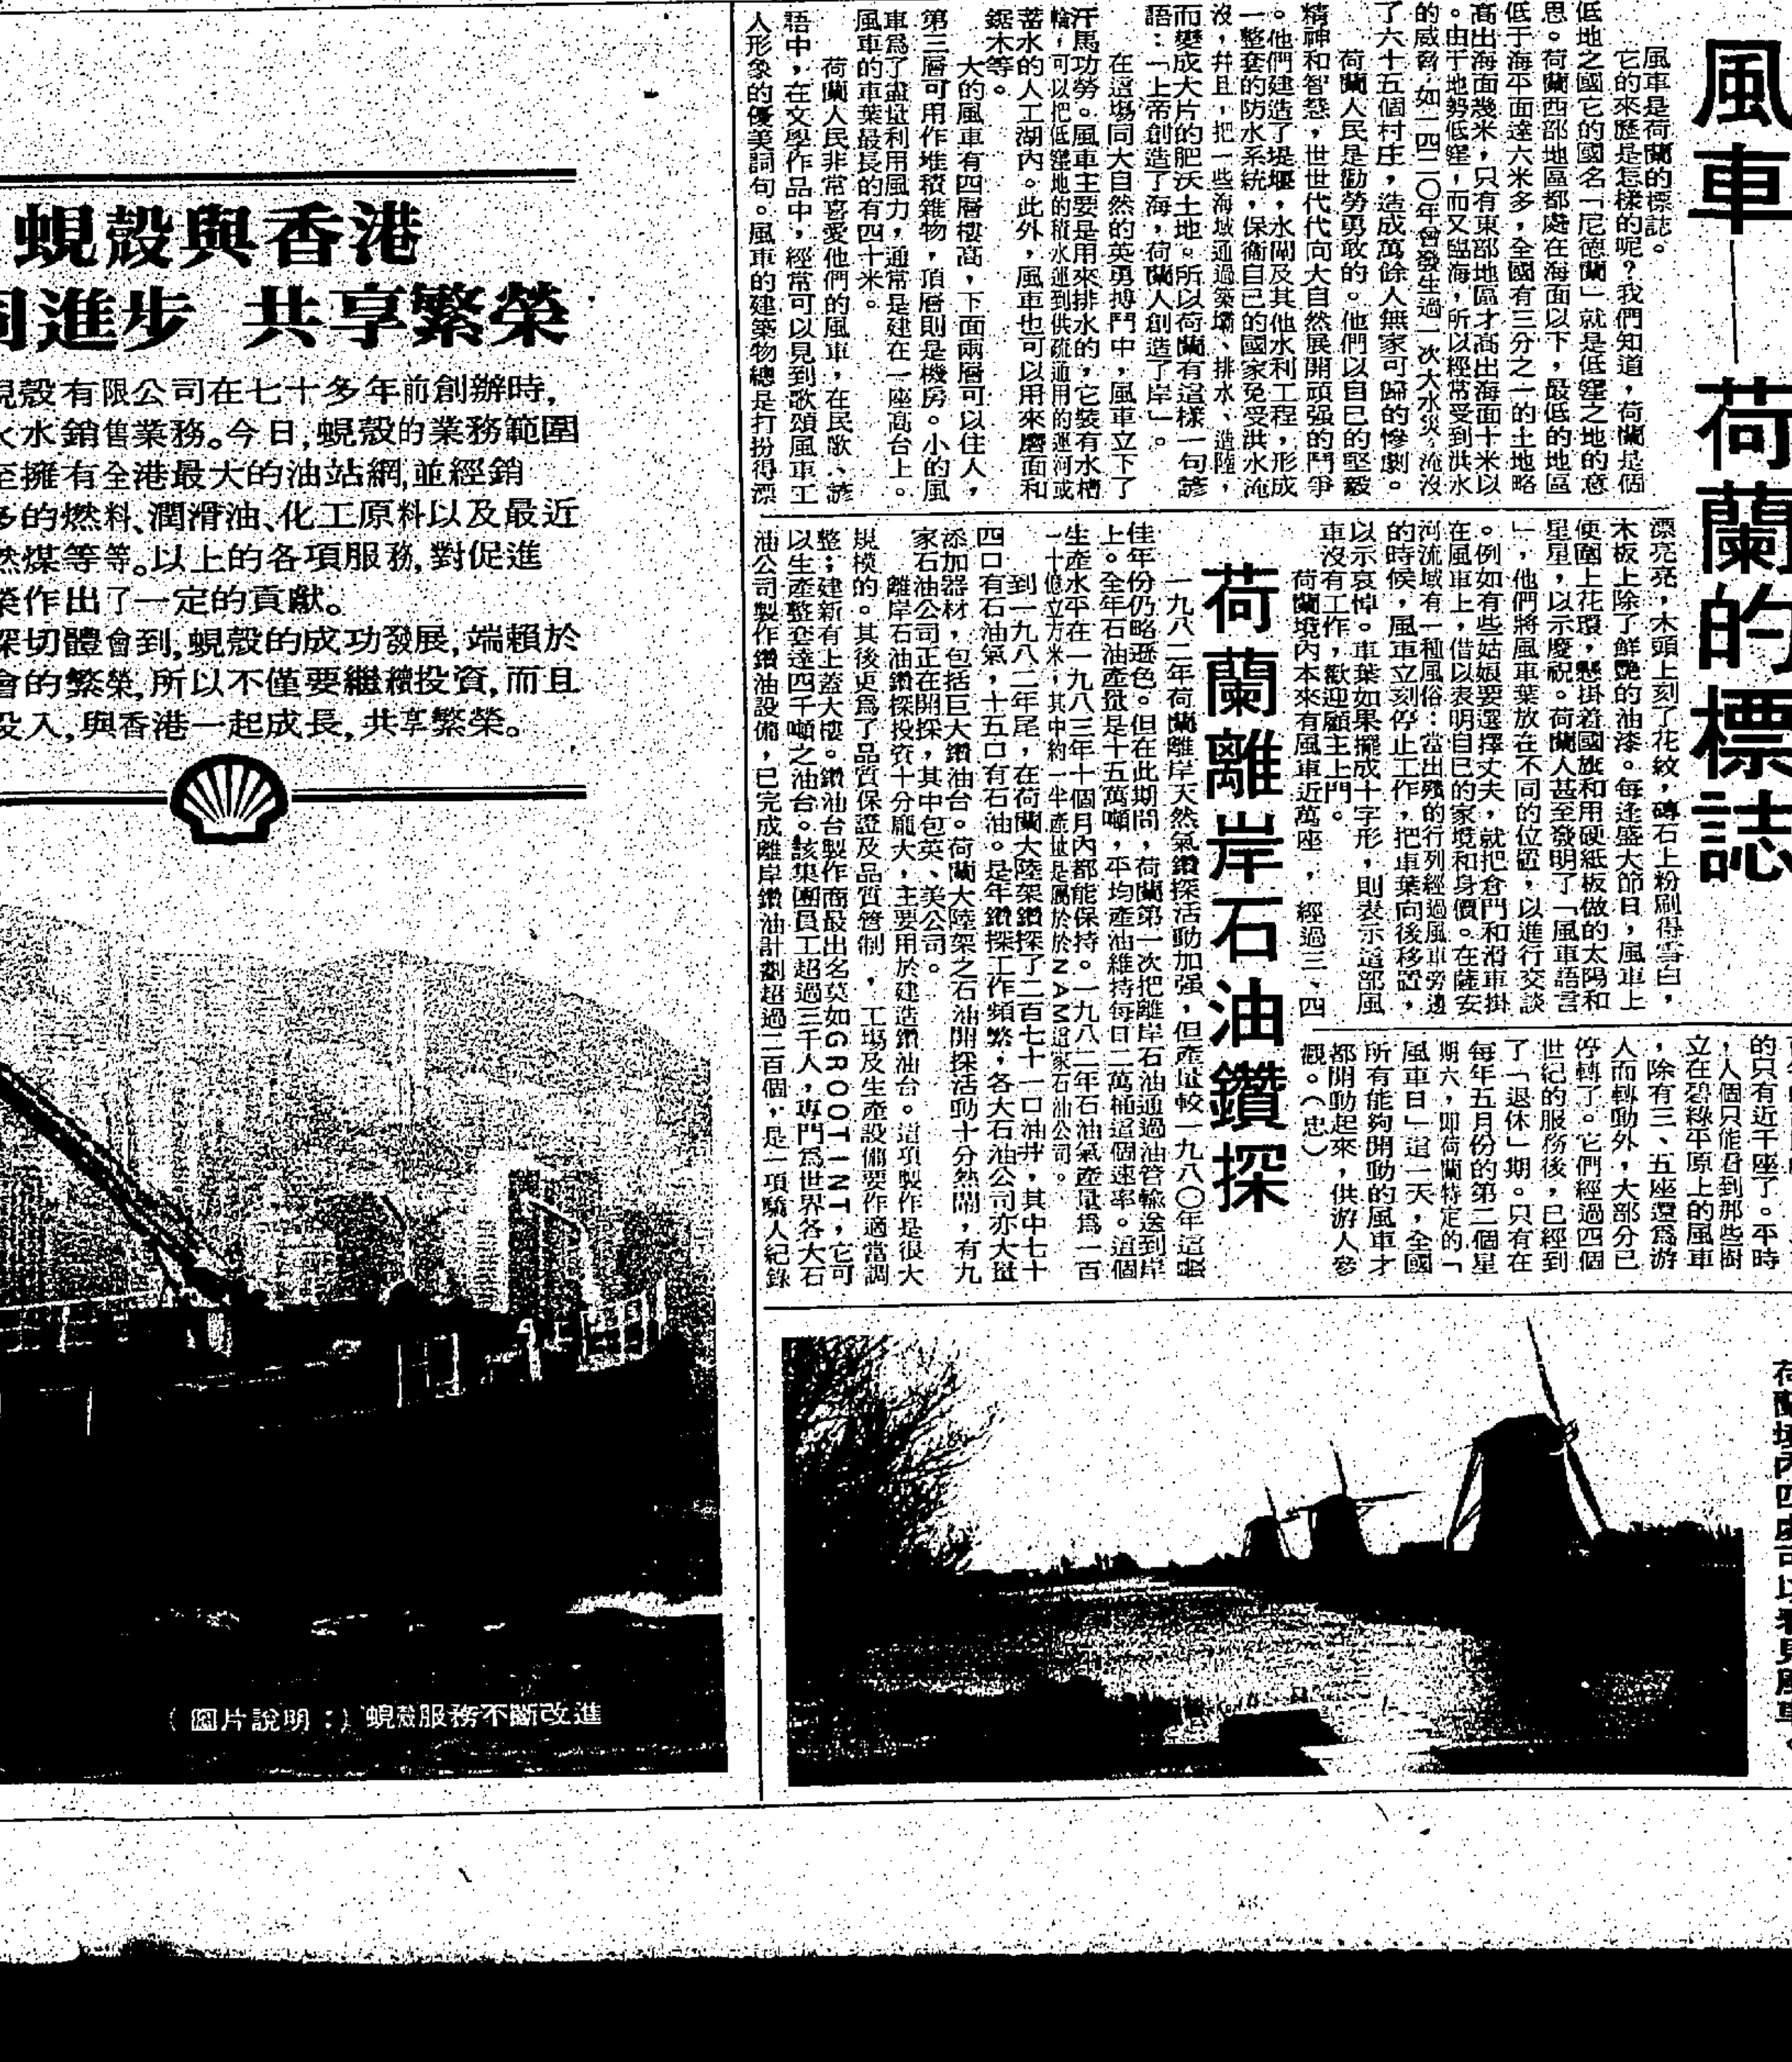 風車——荷蘭的標誌
風車是荷蘭的標誌。
它的來歷是怎樣的呢?我們知道,荷蘭是個
低地之國它的國名「尼德蘭」就是低窪之地的意
思。荷蘭西部地區都處在海面以下,最低的地區
低于海平面達六米多,全國有三分之一的土地略
高出海面幾米,只有東部地區才高出海面十米以
。由于地勢低窪,而又臨海,所以經常受到洪水
的威脅,如一四二〇年曾發生過一次大水災,淹沒
了六十五個村庄,造成萬餘人無家可歸的慘劇。
荷蘭人民是勤勞勇敢的。他們以自己的堅毅
精神和智慧,世世代代向大自然展開頑强的鬥爭
。他們建造了堤堰,水閘及其他水利工程,形成
一整套的防水系統,保衞自己的國家免受洪水淹
沒,幷且,把一些海域通過築壩、排水、造陸,
而變成大片的肥沃土地。所以荷蘭有這樣一句諺
語:「上帝創造了海,荷蘭人創造了岸」。
在這場同大自然的英勇搏鬥中,風車立下了
汗馬功勞。風車主要是用來排水的,它裝有水槽
輪,可以把低窪地的積水運到供疏通用的運河或
蓄水的人工湖內。此外,風車也可以用來磨面和
鋸木等。
大的風車有四層樓高,下面兩層可以住人,
第三層可用作堆積雜物,頂層則是機房。小的風
車爲了盡量利用風力,通常是建在一座高台上。
風車的車葉最長的有四十米。
荷蘭人民非常喜愛他們的風車,在民歌、諺
語中,在文學作品中,經常可以見到歌頌風車工
人形象的優美詞句。風車的建築物總是打扮得漂
漂亮亮,木頭上刻了花紋,磚石上粉刷得雪白,
木板上除了鮮艷的油漆。每逢盛大節日,風車上
便圍上花環,懸掛着國旗和用硬紙板做的太陽和
星星,以示慶祝。荷蘭人甚至發明了「風車語言
」,他們將風車葉放在不同的位置,以進行交談
。例如有些姑娘要選擇丈夫,就把倉門和滑車掛
在風車上,借以表明自己的家境和身價。在薩安
河流域有一種風俗:當出殯的行列經過風車旁邊
的時候,風車立刻停止工作,把車葉向後移置,
以示哀悼。車葉如果擺成十字形,則表示這部風
車沒有工作,歡迎顧主上門。
荷蘭境內本來有風車近萬座,經過三、四
的只有近千座了。平時
,人個只能看到那些樹
立在碧綠平原上的風車
,除有三、五座還爲游
人而轉動外,大部分已
停轉了。它們經過四個
世紀的服務後,已經到
了「退休」期。只有在
每年五月份的第二個星
期六,即荷蘭特定的「
風車日」這一天,全國
所有能夠開動的風車才
都開動起來,供游人參
觀。(忠)
荷蘭離岸石油鑽探
一九八二年荷蘭離岸天然氣鑽探活動加强,但產量較一九八〇年這
佳年份仍略遜色。但在此期間,荷蘭第一次把離岸石油通過油管輸送到岸
上。全年石油產量是十五萬噸,平均產油維持每日二萬桶這個速率。這個
生產水平在一九八三年十個月內都能保持。一九八二年石油氣產量爲一百
一十億立方米,其中約一半產量是屬於於NAM這家石油公司。
到一九八二年尾,在荷蘭大陸架鑽探了二百七十一口油井,其中七十
四口有石油氣,十五口有石油。是年鑽探工作頻繁,各大石油公司亦大量
添加器材,包括巨大鑽油台。荷蘭大陸架之石油開探活動十分熱鬧,有九
家石油公司正在開探,其中包英、美公司。
離岸石油鑽探投資十分龐大,主要用於建造鑽油台。這項製作是很大
規模的。其後更爲了品質保證及品質管制,工場及生產設備要作適當調
整;建新有上蓋大樓。鑽油台製作商最出名莫如GROOTINT,它可
以生產整套達四千噸之油台。該集團員工超過三千人,專門爲世界各大石
油公司製作鑽油設備,已完成離岸鑽油計劃超過二百個,是一項驕人紀錄
荷蘭境內四處可以看見風車。
蜆殼與香港
同進步 共享繁榮
蜆殼有限公司在七十多年前創辦時,
火水銷售業務。今日,蜆殼的業務範圍
至擁有全港最大的油站網,並經銷
多的燃料、潤滑油、化工原料以及最近
然煤等等。以上的各項服務,對促進
榮作出了一定的貢獻。
深切體會到,蜆殼的成功發展,端賴於
會的繁榮,所以不僅要繼續投資,而且
投入,與香港一起成長,共享繁榮。
(圖片說明:)蜆殼服務不斷改進